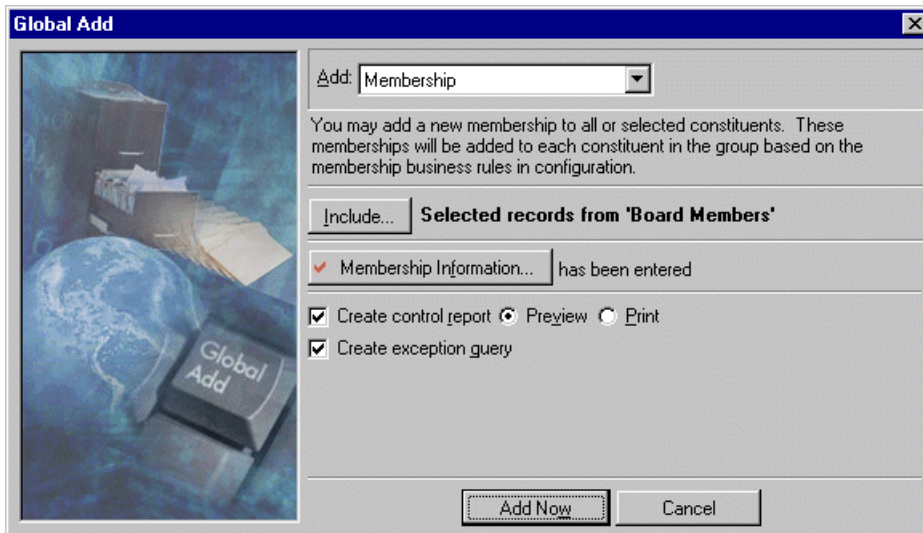 Global Add
Add: Membership
You may add a new membership to all or selected constituents. These
memberships will be added to each constituent in the group based on the
membership business rules in configuration.
Include... Selected records from 'Board Members'
Membership Information... has been entered
Create control report Preview Print
Create exception query
Global
Add
Add Now Cancel